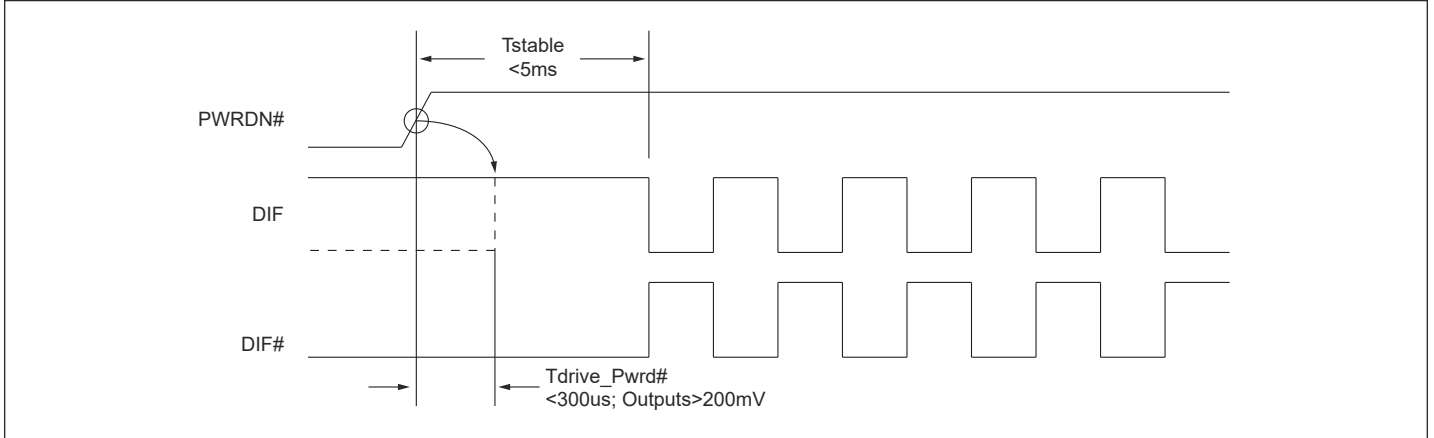 Tstable
<5ms
PWRDN#
DIF
DIF#
Tdrive_Pwrd#
<300us; Outputs>200mV